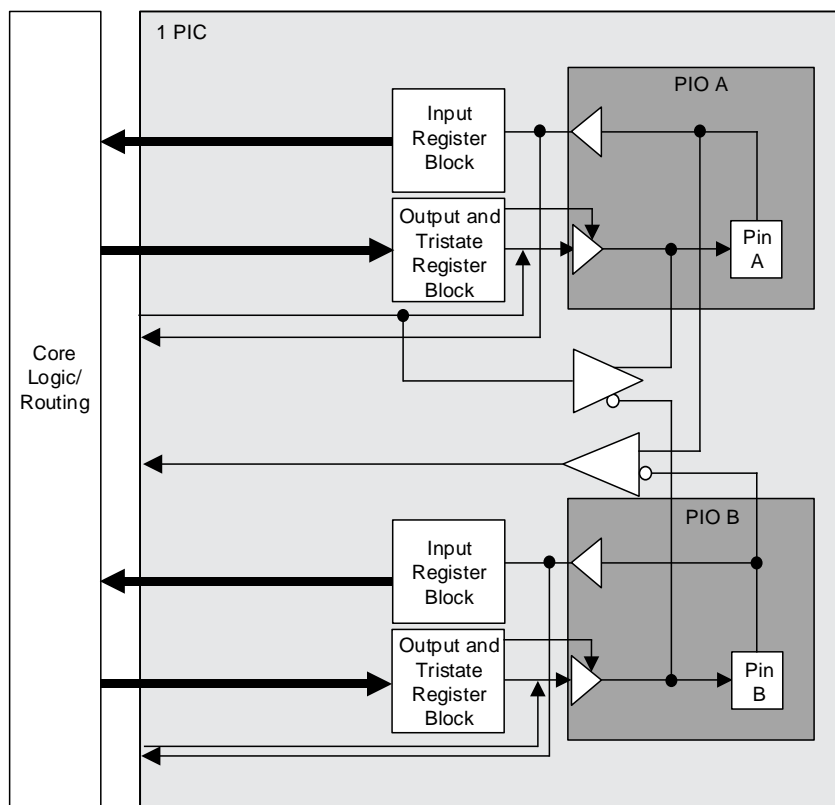 1 PIC
PIO A
Input
Register
Block
Output and
Tristate
Register
Block
Pin
A
Core
Logic/
Routing
PIO B
Input
Register
Block
Output and
Tristate
Register
Block
Pin
B